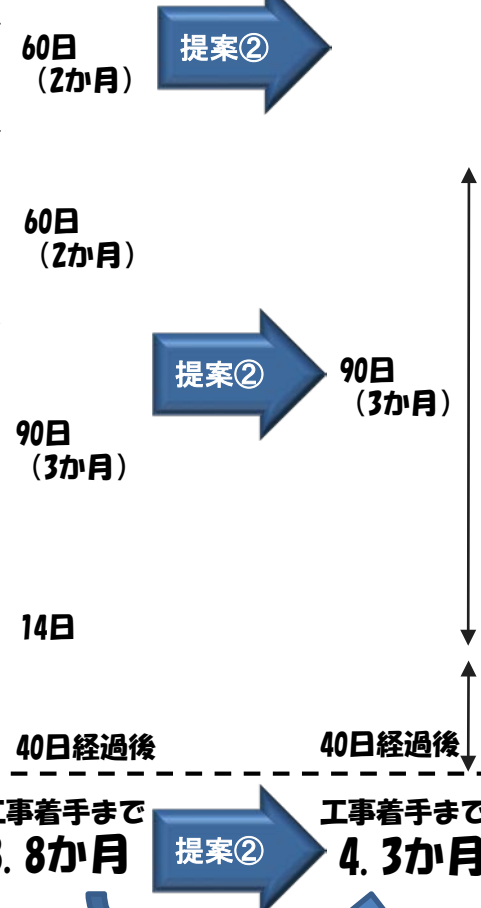 60日
(2か月)
提案②
60日
(2か月)
提案②
90日
(3か月)
90日
(3か月)
14日
40日経過後
40日経過後
工事着手まで
工事着手まで
8か月
提案②
4. 3か月